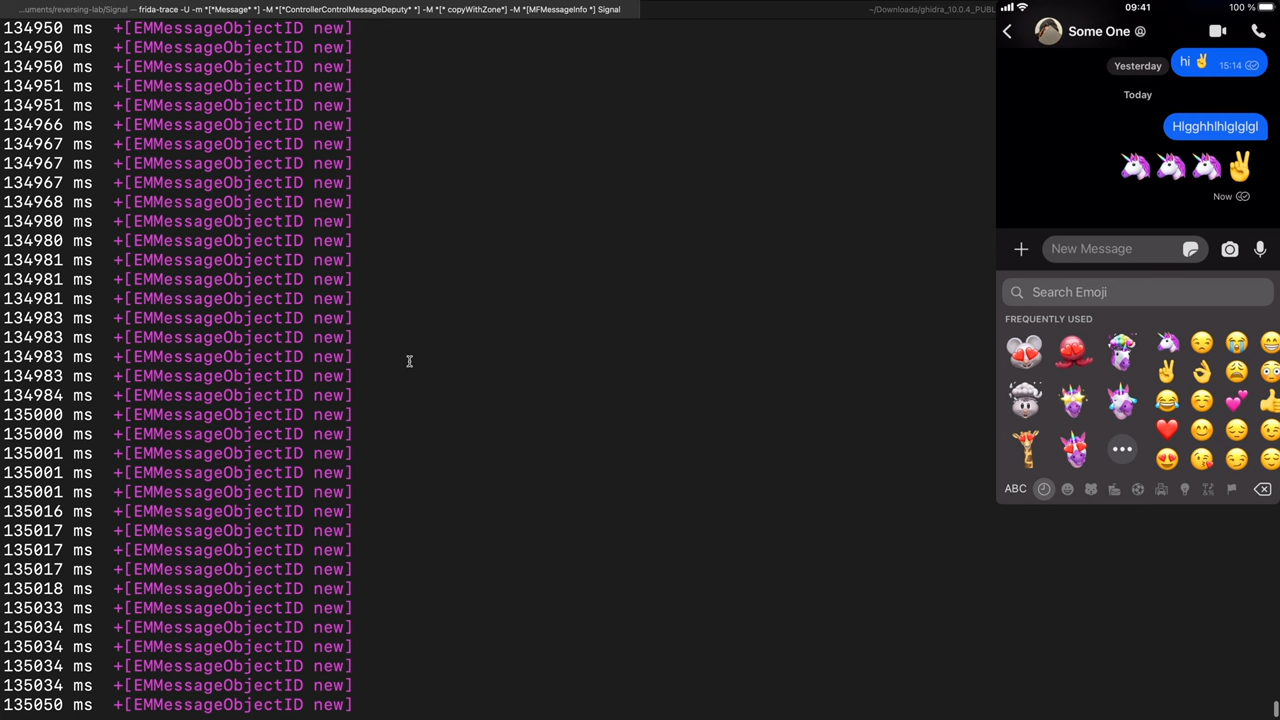 ...uments/reversing-lab/Signal — frida-trace -U -m *[*Message* *] -M *[*ControllerControlMessageDeputy* *] -M *[* copyWithZone*] -M *[MFMessageInfo *] Signal
~/Downloads/ghidra_10.0.4_PUBL
134950 ms +[EMMessageObjectID new]
134950 ms +[EMMessageObjectID new]
134950 ms +[EMMessageObjectID new]
134951 ms +[EMMessageObjectID new]
134951 ms +[EMMessageObjectID new]
134966 ms +[EMMessageObjectID new]
134967 ms +[EMMessageObjectID new]
134967 ms +[EMMessageObjectID new]
134967 ms +[EMMessageObjectID new]
134968 ms +[EMMessageObjectID new]
134980 ms +[EMMessageObjectID new]
134980 ms +[EMMessageObjectID new]
134981 ms +[EMMessageObjectID new]
134981 ms +[EMMessageObjectID new]
134981 ms +[EMMessageObjectID new]
134983 ms +[EMMessageObjectID new]
134983 ms +[EMMessageObjectID new]
134983 ms +[EMMessageObjectID new]
134983 ms +[EMMessageObjectID new]
134984 ms +[EMMessageObjectID new]
135000 ms +[EMMessageObjectID new]
135000 ms +[EMMessageObjectID new]
135001 ms +[EMMessageObjectID new]
135001 ms +[EMMessageObjectID new]
135001 ms +[EMMessageObjectID new]
135016 ms +[EMMessageObjectID new]
135017 ms +[EMMessageObjectID new]
135017 ms +[EMMessageObjectID new]
135017 ms +[EMMessageObjectID new]
135018 ms +[EMMessageObjectID new]
135033 ms +[EMMessageObjectID new]
135034 ms +[EMMessageObjectID new]
135034 ms +[EMMessageObjectID new]
135034 ms +[EMMessageObjectID new]
135034 ms +[EMMessageObjectID new]
135050 ms +[EMMessageObjectID new]
09:41
100 %
Some One
Yesterday
hi ✌️ 15:14
Today
Hlgghhlhlglglgl
🦄🦄🦄✌️
Now
New Message
Search Emoji
FREQUENTLY USED
ABC